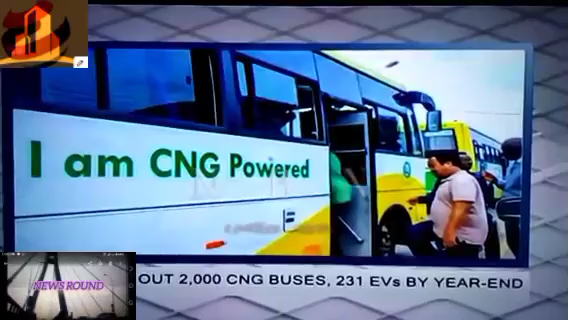 I am CNG Powered
OUT 2,000 CNG BUSES, 231 EVs BY YEAR-END
NEWS ROUND